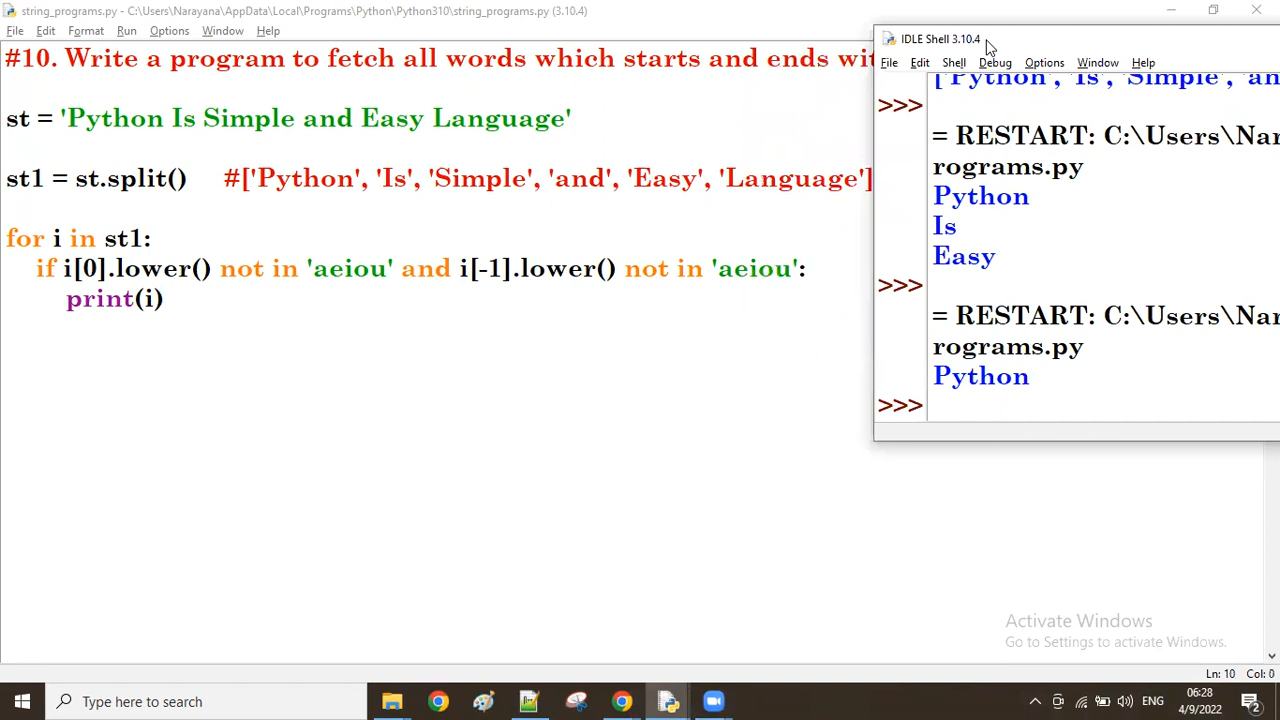 string_programs.py - C:\Users\Narayana\AppData\Local\Programs\Python\Python310\string_programs.py (3.10.4)
File Edit Format Run Options Window Help
#10. Write a program to fetch all words which starts and ends
st = 'Python Is Simple and Easy Language'
st1 = st.split() #['Python', 'Is', 'Simple', 'and', 'Easy', 'Language']
for i in st1:
if i[0].lower() not in 'aeiou' and i[-1].lower() not in 'aeiou':
print(i)
IDLE Shell 3.10.4
File Edit Shell Debug Options Window Help
['Python', 'Is', 'Simple', an
>>>
= RESTART: C:\Users\Nar
rograms.py
Python
Is
Easy
>>>
= RESTART: C:\Users\Nar
rograms.py
Python
>>>
Activate Windows
Go to Settings to activate Windows.
Ln: 10 Col: 0
Type here to search
ENG
06:28
4/9/2022
2